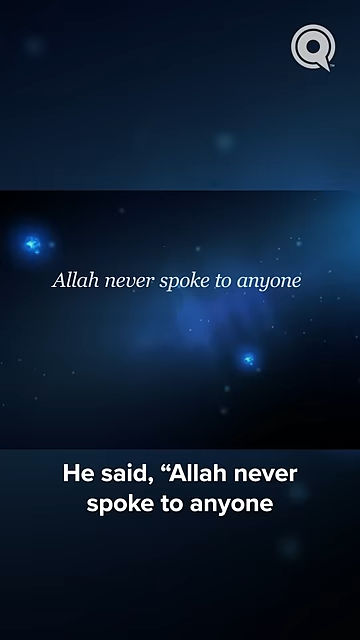 Allah never spoke to anyone
He said, “Allah never
spoke to anyone